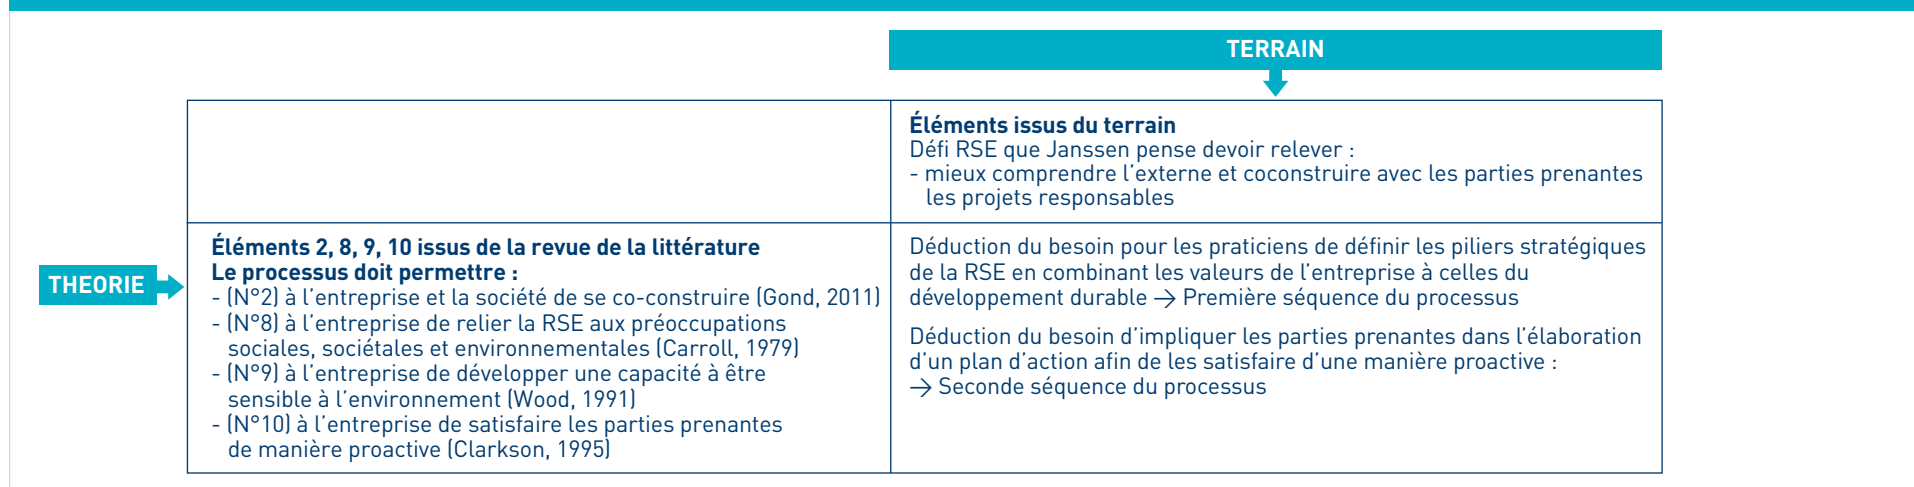 TERRAIN
Éléments issus du terrain
Défi RSE que Janssen pense devoir relever :
- mieux comprendre l’externe et coconstruire avec les parties prenantes
les projets responsables
THEORIE
Éléments 2, 8, 9, 10 issus de la revue de la littérature
Le processus doit permettre :
- (N°2) à l’entreprise et la société de se co-construire (Gond, 2011)
- (N°8) à l’entreprise de relier la RSE aux préoccupations
sociales, sociétales et environnementales (Carroll, 1979)
- (N°9) à l’entreprise de développer une capacité à être
sensible à l’environnement (Wood, 1991)
- (N°10) à l’entreprise de satisfaire les parties prenantes
de manière proactive (Clarkson, 1995)
Déduction du besoin pour les praticiens de définir les piliers stratégiques
de la RSE en combinant les valeurs de l’entreprise à celles du
développement durable → Première séquence du processus
Déduction du besoin d’impliquer les parties prenantes dans l’élaboration
d’un plan d’action afin de les satisfaire d’une manière proactive :
→ Seconde séquence du processus